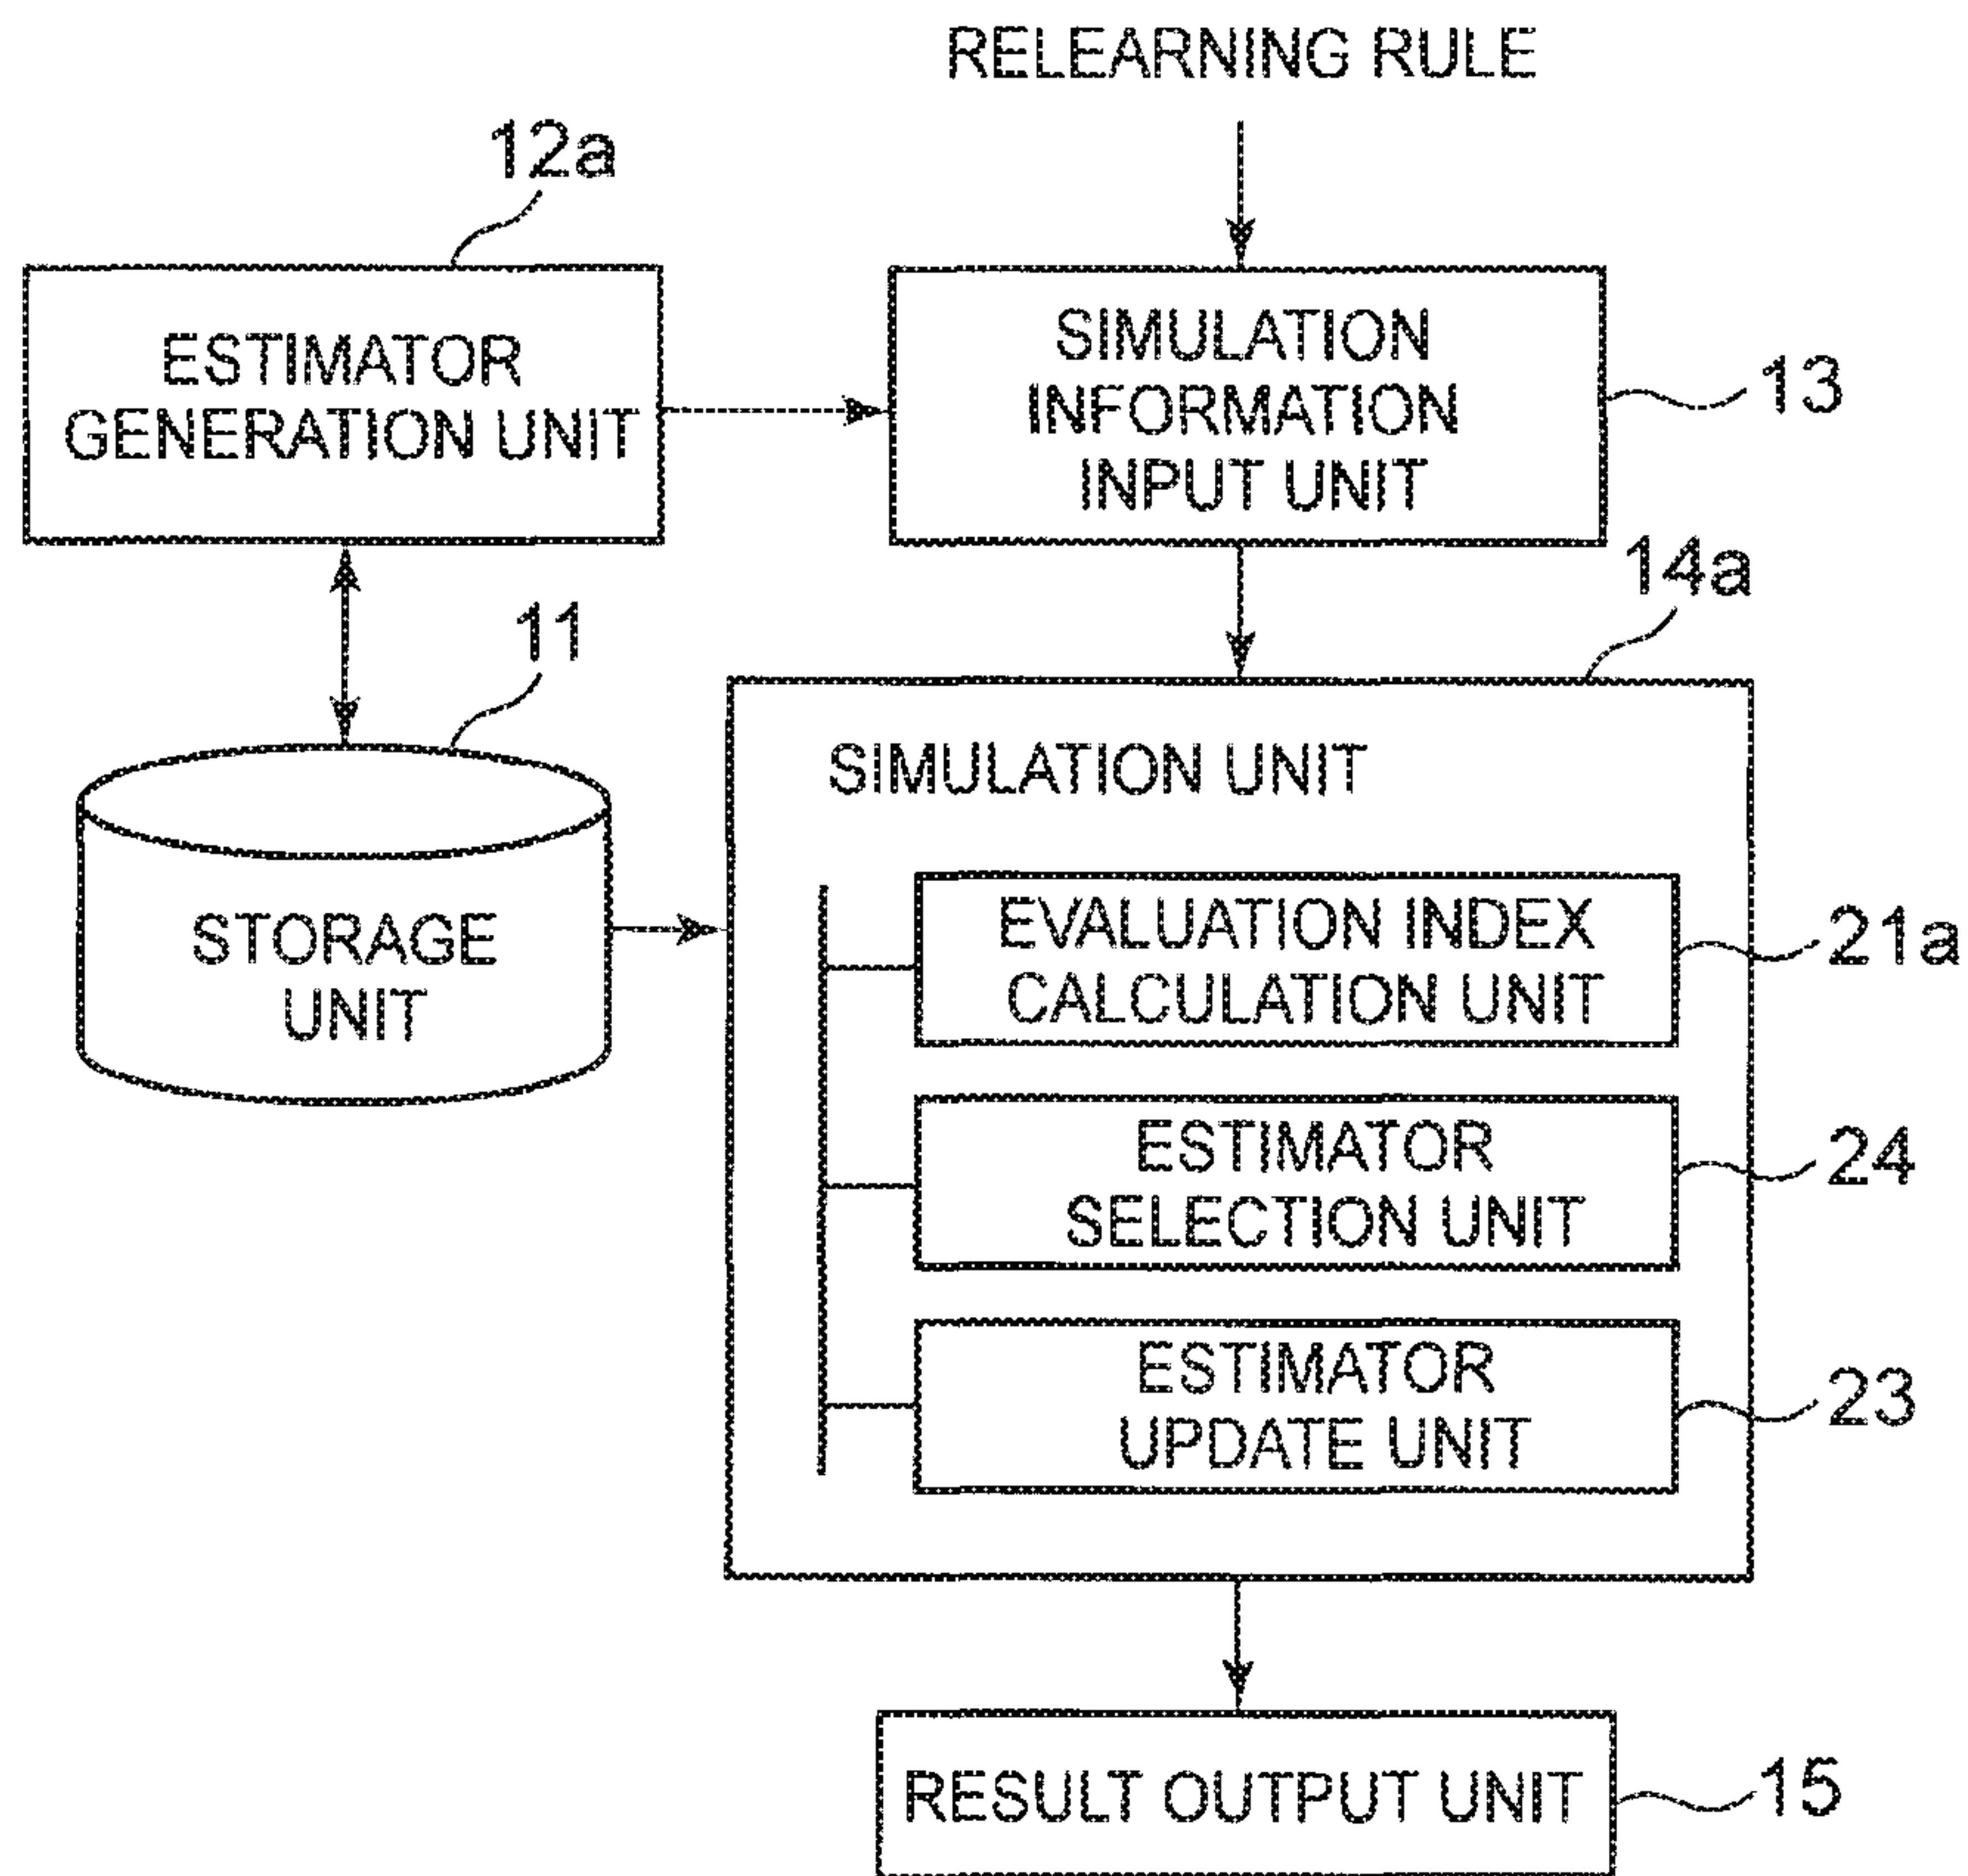 RELEARNING RULE
12a
ESTIMATOR
GENERATION UNIT
SIMULATION
INFORMATION
INPUT UNIT
13
11
14a
STORAGE
UNIT
SIMULATION UNIT
EVALUATION INDEX
CALCULATION UNIT
21a
ESTIMATOR
SELECTION UNIT
24
ESTIMATOR
UPDATE UNIT
23
RESULT OUTPUT UNIT
15